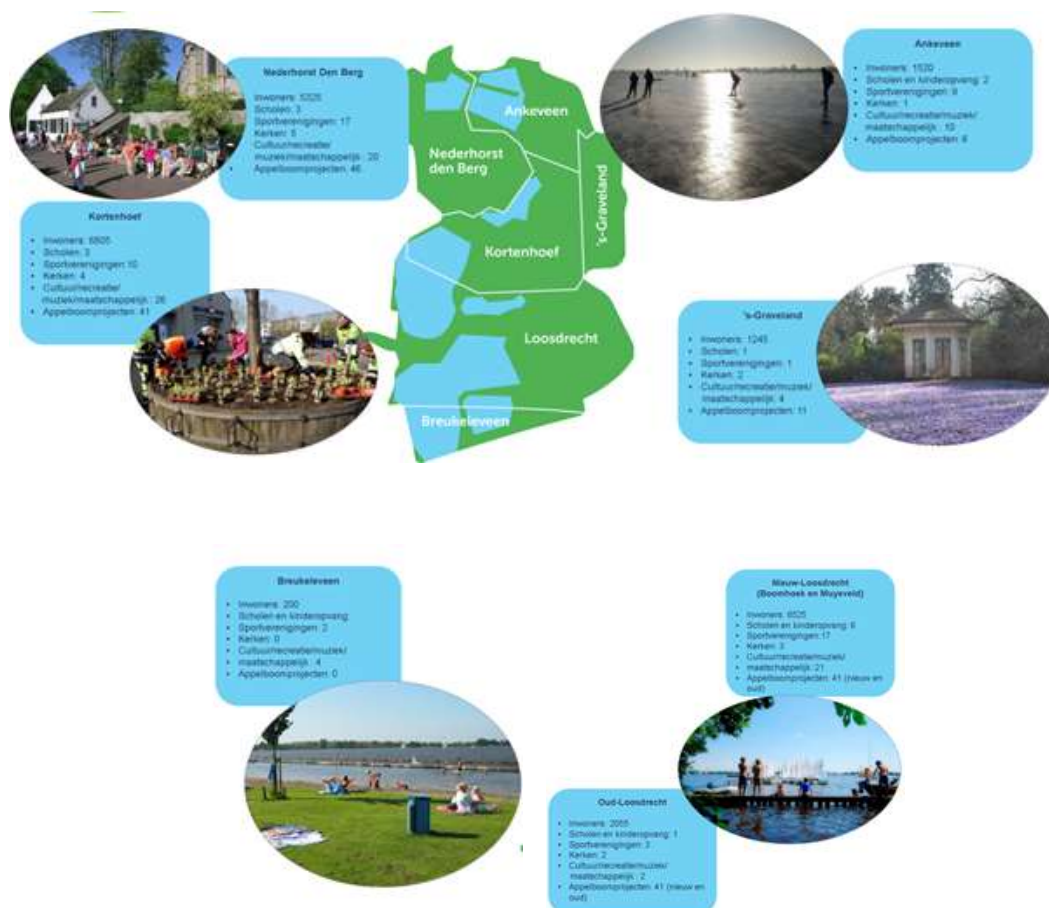 Nederhorst Den Berg
• Inwoners:
• Scholen: 3
• Sportverenigingen: 17
• Kerken: 5
• Cultuur/recreatie/
muziek/maatschappelijk : 20
• Appelboomprojecten: 46
Ankeveen
• Inwoners: 1520
• Scholen en kinderopvang: 2
• Sportverenigingen:
• Kerken: 1
• Cultuur/recreatie/muziek/
maatschappelijk : 10
• Appelboomprojecten:
Kortenhoef
• Inwoners:
• Scholen: 3
• Sportverenigingen: 10
• Kerken: 4
• Cultuur/recreatie/
muziek/maatschappelijk : 26
• Appelboomprojecten: 41
Ankeveen
Nederhorst
den Berg
's-Graveland
Kortenhoef
Loosdrecht
Breukeleveen
's-Graveland
• Inwoners: 1245
• Scholen: 1
• Sportverenigingen: 1
• Kerken: 2
• Cultuur/recreatie/muziek/
maatschappelijk : 4
• Appelboomprojecten: 11
Breukeleveen
• Inwoners: 200
• Scholen en kinderopvang:
• Sportverenigingen: 2
• Kerken: 0
• Cultuur/recreatie/muziek/
• maatschappelijk : 4
• Appelboomprojecten: 0
Nieuw-Loosdrecht
(Boomhoek en Muyeveld)
• Inwoners:
• Scholen en kinderopvang:
• Sportverenigingen: 17
• Kerken: 3
• Cultuur/recreatie/muziek/
• maatschappelijk: 21
• Appelboomprojecten: 41 (nieuw en
oud)
Oud-Loosdrecht
• Inwoners: 2055
• Scholen en kinderopvang: 1
• Sportverenigingen: 3
• Kerken: 2
• Cultuur/recreatie/muziek/
maatschappelijk : 2
• Appelboomprojecten: 41 (nieuw en
oud)